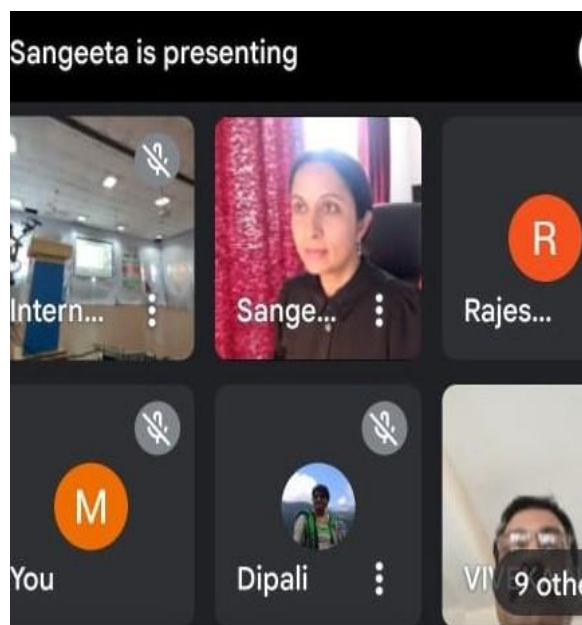 Sangeeta is presenting
Intern...
Sange...
R
Rajes...
M
You
Dipali
9 othe